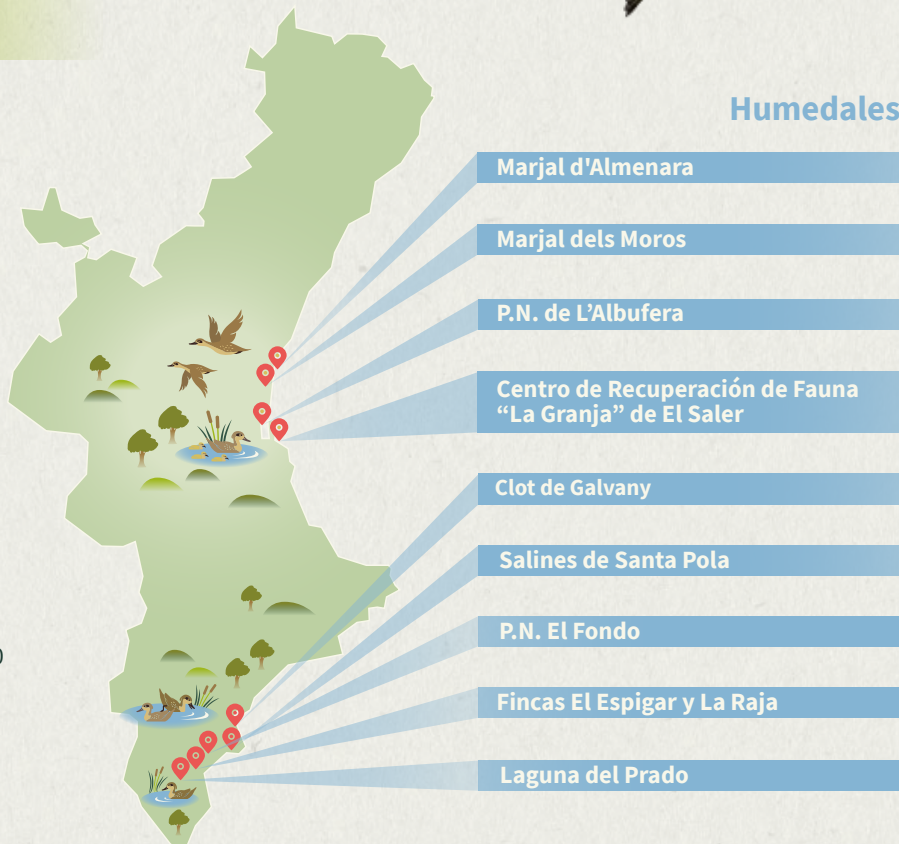 Humedales
Marjal d'Almenara
Marjal dels Moros
P.N. de L’Albufera
Centro de Recuperación de Fauna
“La Granja” de El Saler
Clot de Galvany
Salines de Santa Pola
P.N. El Fondo
Fincas El Espigar y La Raja
Laguna del Prado